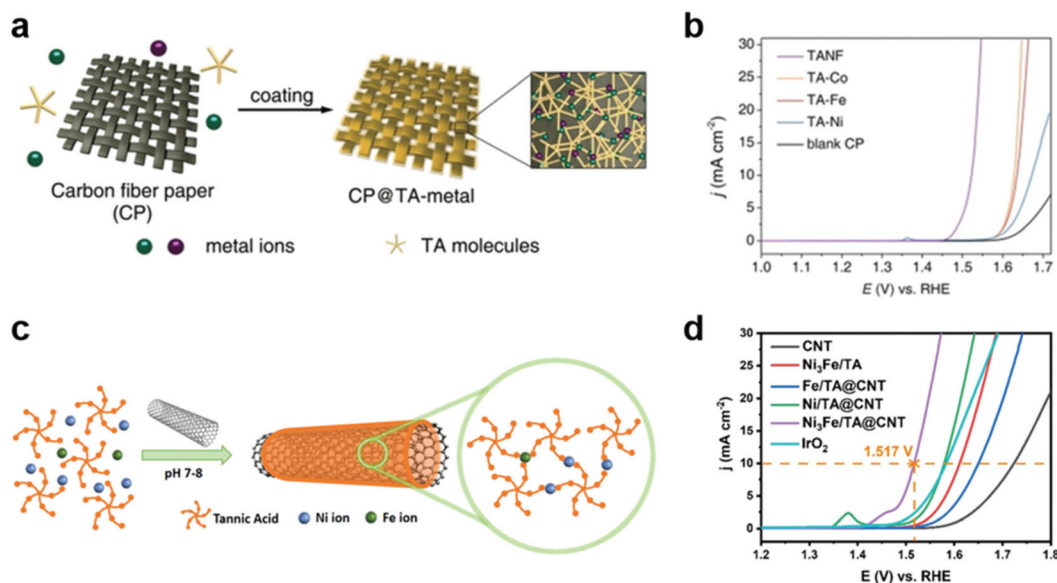 a
coating
Carbon fiber paper
(CP)
CP@TA-metal
metal ions
TA molecules
b
30
25
20
15
10
5
0
j (mA cm-2)
TANF
TA-Co
TA-Fe
TA-Ni
blank CP
1.0 1.1 1.2 1.3 1.4 1.5 1.6 1.7
E (V) vs. RHE
c
pH 7-8
Tannic Acid
Ni ion
Fe ion
d
30
25
20
15
10
5
0
j (mA cm-2)
CNT
Ni3Fe/TA
Fe/TA@CNT
Ni/TA@CNT
Ni3Fe/TA@CNT
IrO2
1.517 V
1.2 1.3 1.4 1.5 1.6 1.7 1.8
E (V) vs. RHE